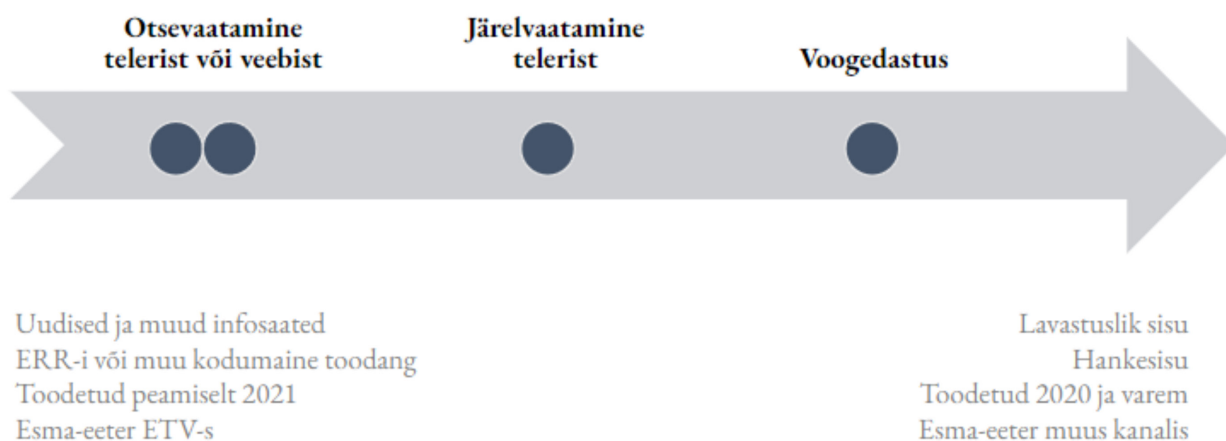 Otsevaatamine
telerist või veebist
Järelvaatamine
telerist
Voogedastus
Uudised ja muud infosaated
ERR-i või muu kodumaine toodang
Toodetud peamiselt 2021
Esma-eeter ETV-s
Lavastuslik sisu
Hankesisu
Toodetud 2020 ja varem
Esma-eeter muus kanalis